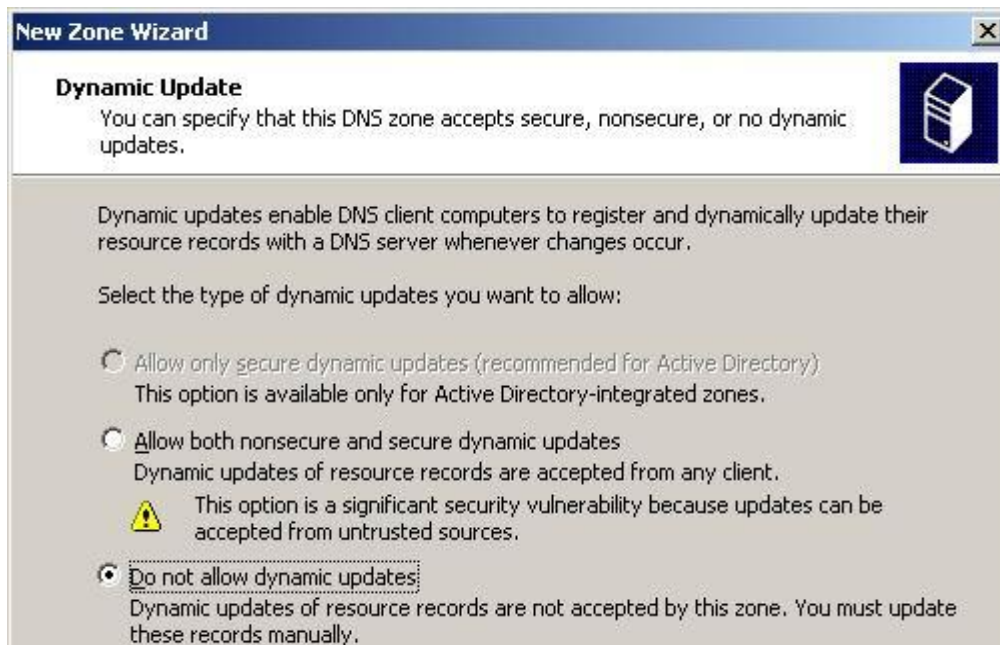 New Zone Wizard
Dynamic Update
You can specify that this DNS zone accepts secure, nonsecure, or no dynamic
updates.
Dynamic updates enable DNS client computers to register and dynamically update their
resource records with a DNS server whenever changes occur.
Select the type of dynamic updates you want to allow:
Allow only secure dynamic updates (recommended for Active Directory)
This option is available only for Active Directory-integrated zones.
Allow both nonsecure and secure dynamic updates
Dynamic updates of resource records are accepted from any client.
This option is a significant security vulnerability because updates can be
accepted from untrusted sources.
Do not allow dynamic updates
Dynamic updates of resource records are not accepted by this zone. You must update
these records manually.